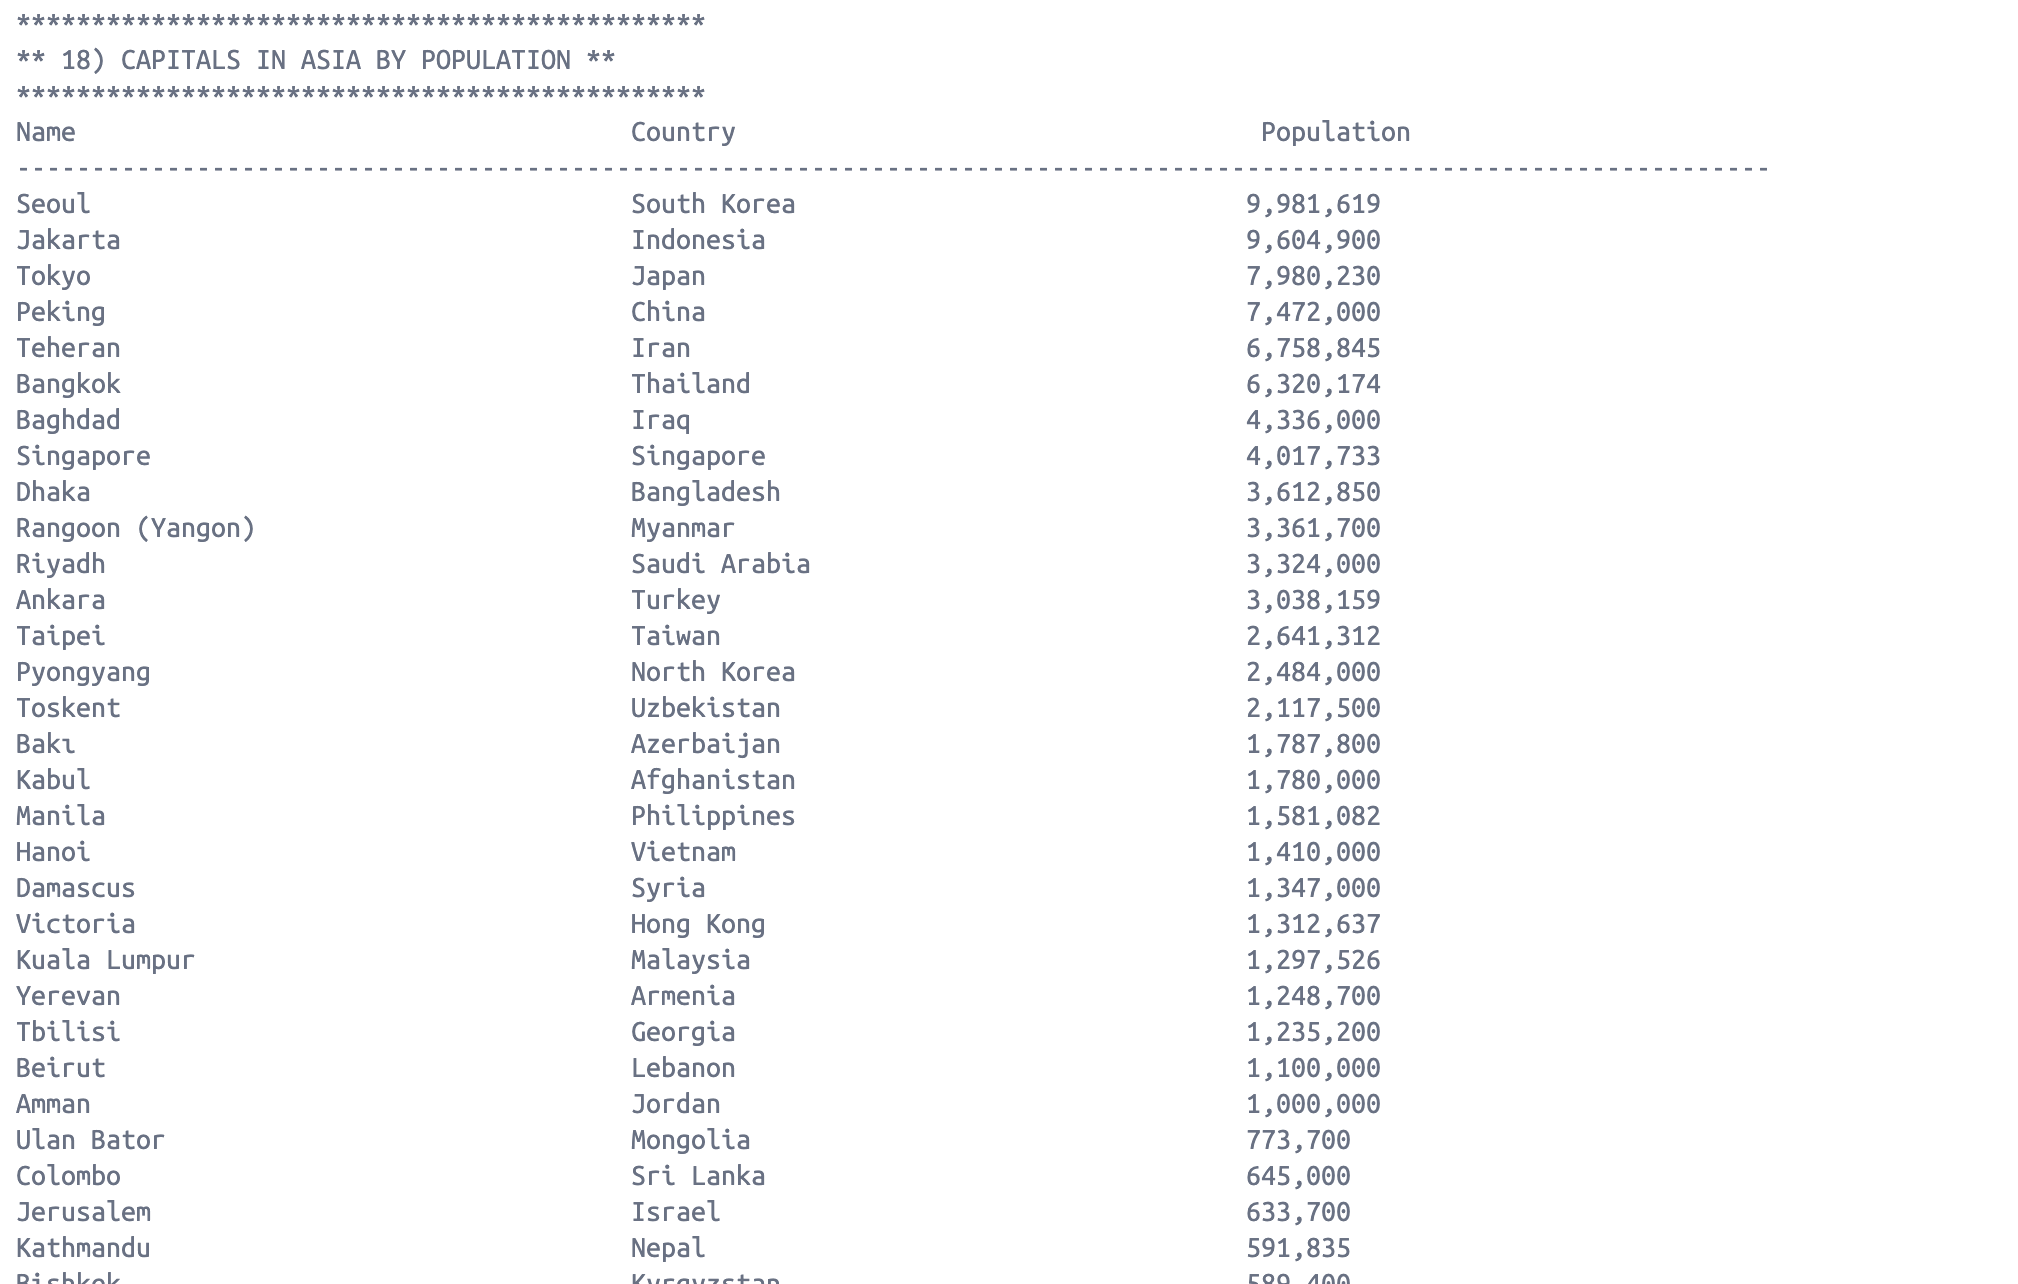 **********************************************
** 18) CAPITALS IN ASIA BY POPULATION **
**********************************************
Name Country Population
---------------------------------------------------------------------------------------------------------------------
Seoul South Korea 9,981,619
Jakarta Indonesia 9,604,900
Tokyo Japan 7,980,230
Peking China 7,472,000
Teheran Iran 6,758,845
Bangkok Thailand 6,320,174
Baghdad Iraq 4,336,000
Singapore Singapore 4,017,733
Dhaka Bangladesh 3,612,850
Rangoon (Yangon) Myanmar 3,361,700
Riyadh Saudi Arabia 3,324,000
Ankara Turkey 3,038,159
Taipei Taiwan 2,641,312
Pyongyang North Korea 2,484,000
Toskent Uzbekistan 2,117,500
Bakı Azerbaijan 1,787,800
Kabul Afghanistan 1,780,000
Manila Philippines 1,581,082
Hanoi Vietnam 1,410,000
Damascus Syria 1,347,000
Victoria Hong Kong 1,312,637
Kuala Lumpur Malaysia 1,297,526
Yerevan Armenia 1,248,700
Tbilisi Georgia 1,235,200
Beirut Lebanon 1,100,000
Amman Jordan 1,000,000
Ulan Bator Mongolia 773,700
Colombo Sri Lanka 645,000
Jerusalem Israel 633,700
Kathmandu Nepal 591,835
Bishkek Kyrgyzstan 589,400